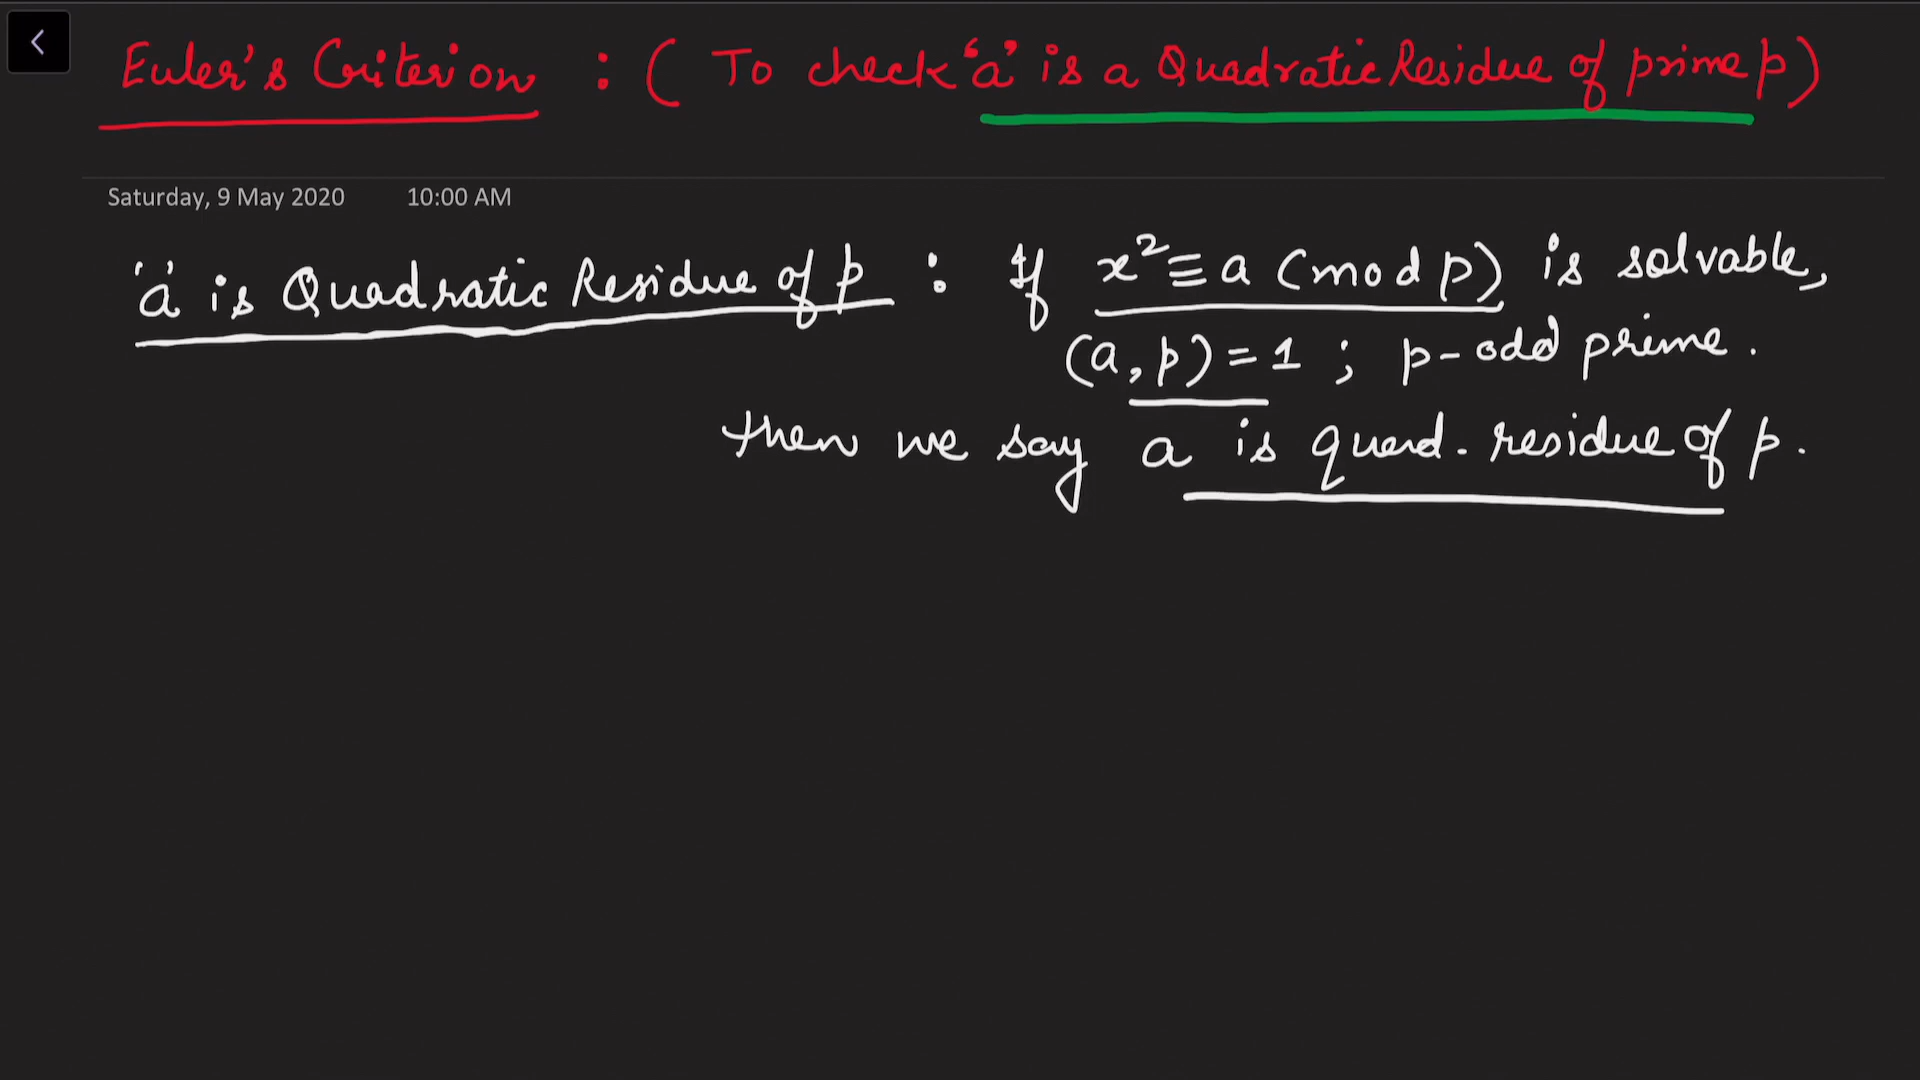 Euler's Criterion : ( To check 'a' is a Quadratic Residue of prime p)
Saturday, 9 May 2020 10:00 AM
'a' is Quadratic Residue of p : If x² ≡ a (mod p) is solvable,
(a, p) = 1 ; p - odd prime.
then we say a is quad. residue of p.